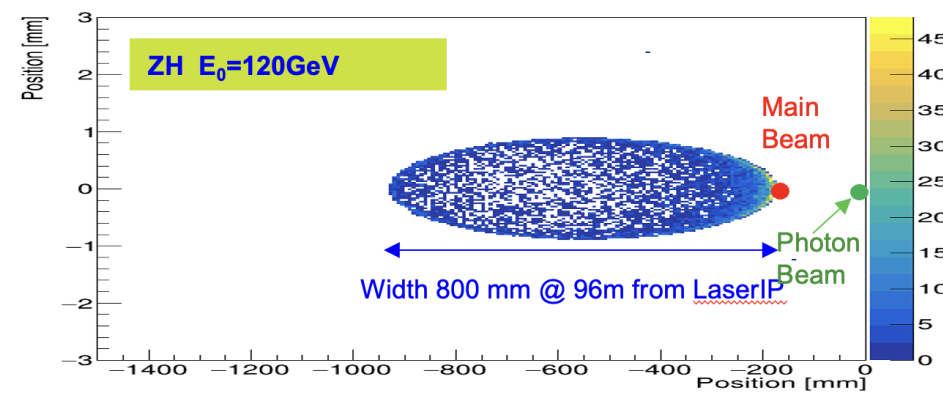 3
Position [mm]
ZH E0=120GeV
2
Main
Beam
1
0
−1
Photon
Beam
Width 800 mm @ 96m from LaserIP
−2
−3
−1400 −1200 −1000 −800 −600 −400 −200 0
Position [mm]
45
40
35
30
25
20
15
10
5
0